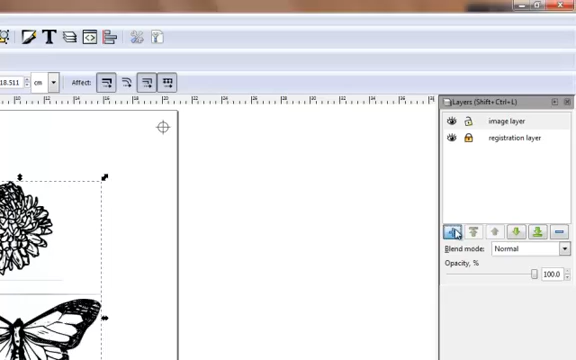 18.511 cm Affect:
Layers (Shift+Ctrl+L)
image layer
registration layer
Blend mode: Normal
Opacity, % 100.0